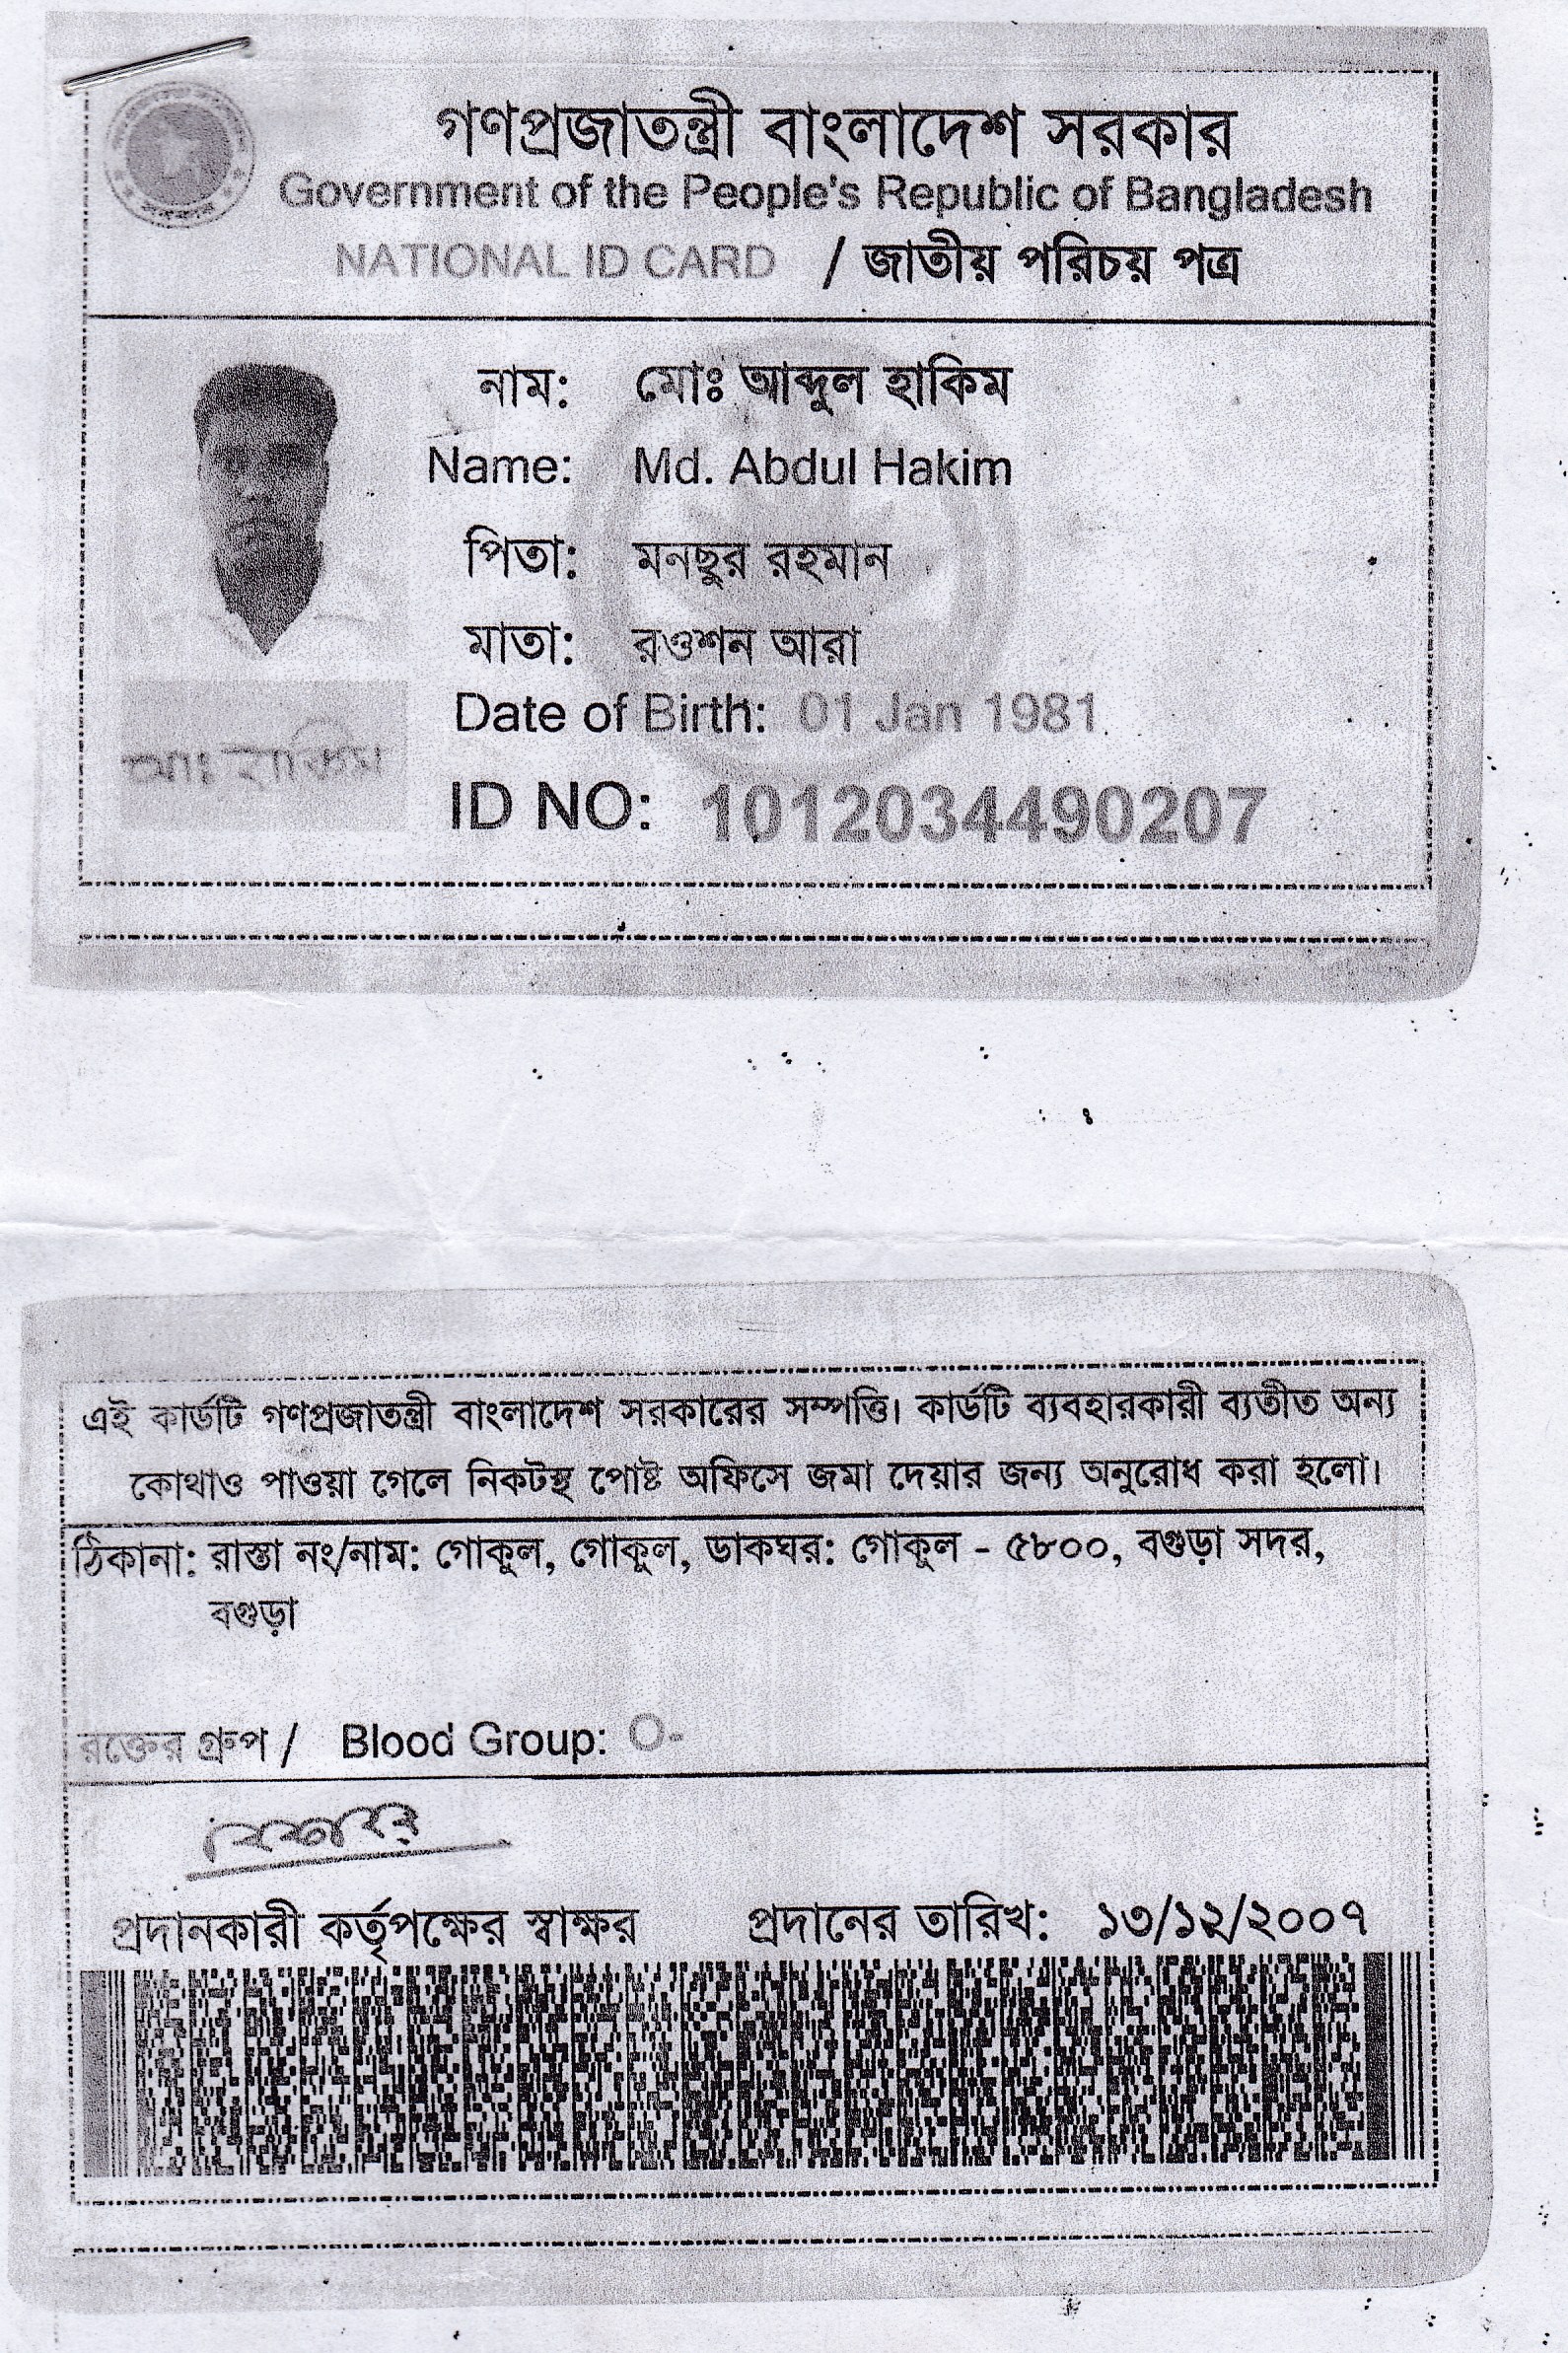 গণপ্রজাতন্ত্রী বাংলাদেশ সরকার
Government of the People's Republic of Bangladesh
NATIONAL ID CARD / জাতীয় পরিচয় পত্র
নাম: মোঃ আব্দুল হাকিম
Name: Md. Abdul Hakim
পিতা: মনছুর রহমান
মাতা: রওশন আরা
Date of Birth: 01 Jan 1981
আঃ হাকিম
ID NO: 1012034490207
এই কার্ডটি গণপ্রজাতন্ত্রী বাংলাদেশ সরকারের সম্পত্তি। কার্ডটি ব্যবহারকারী ব্যতীত অন্য
কোথাও পাওয়া গেলে নিকটস্থ পোষ্ট অফিসে জমা দেয়ার জন্য অনুরোধ করা হলো।
ঠিকানা: রাস্তা নং/নাম: গোকুল, গোকুল, ডাকঘর: গোকুল - ৫৮০০, বগুড়া সদর,
বগুড়া
রক্তের গ্রুপ / Blood Group: O-
প্রদানকারী কর্তৃপক্ষের স্বাক্ষর প্রদানের তারিখ: ১৩/১২/২০০৭